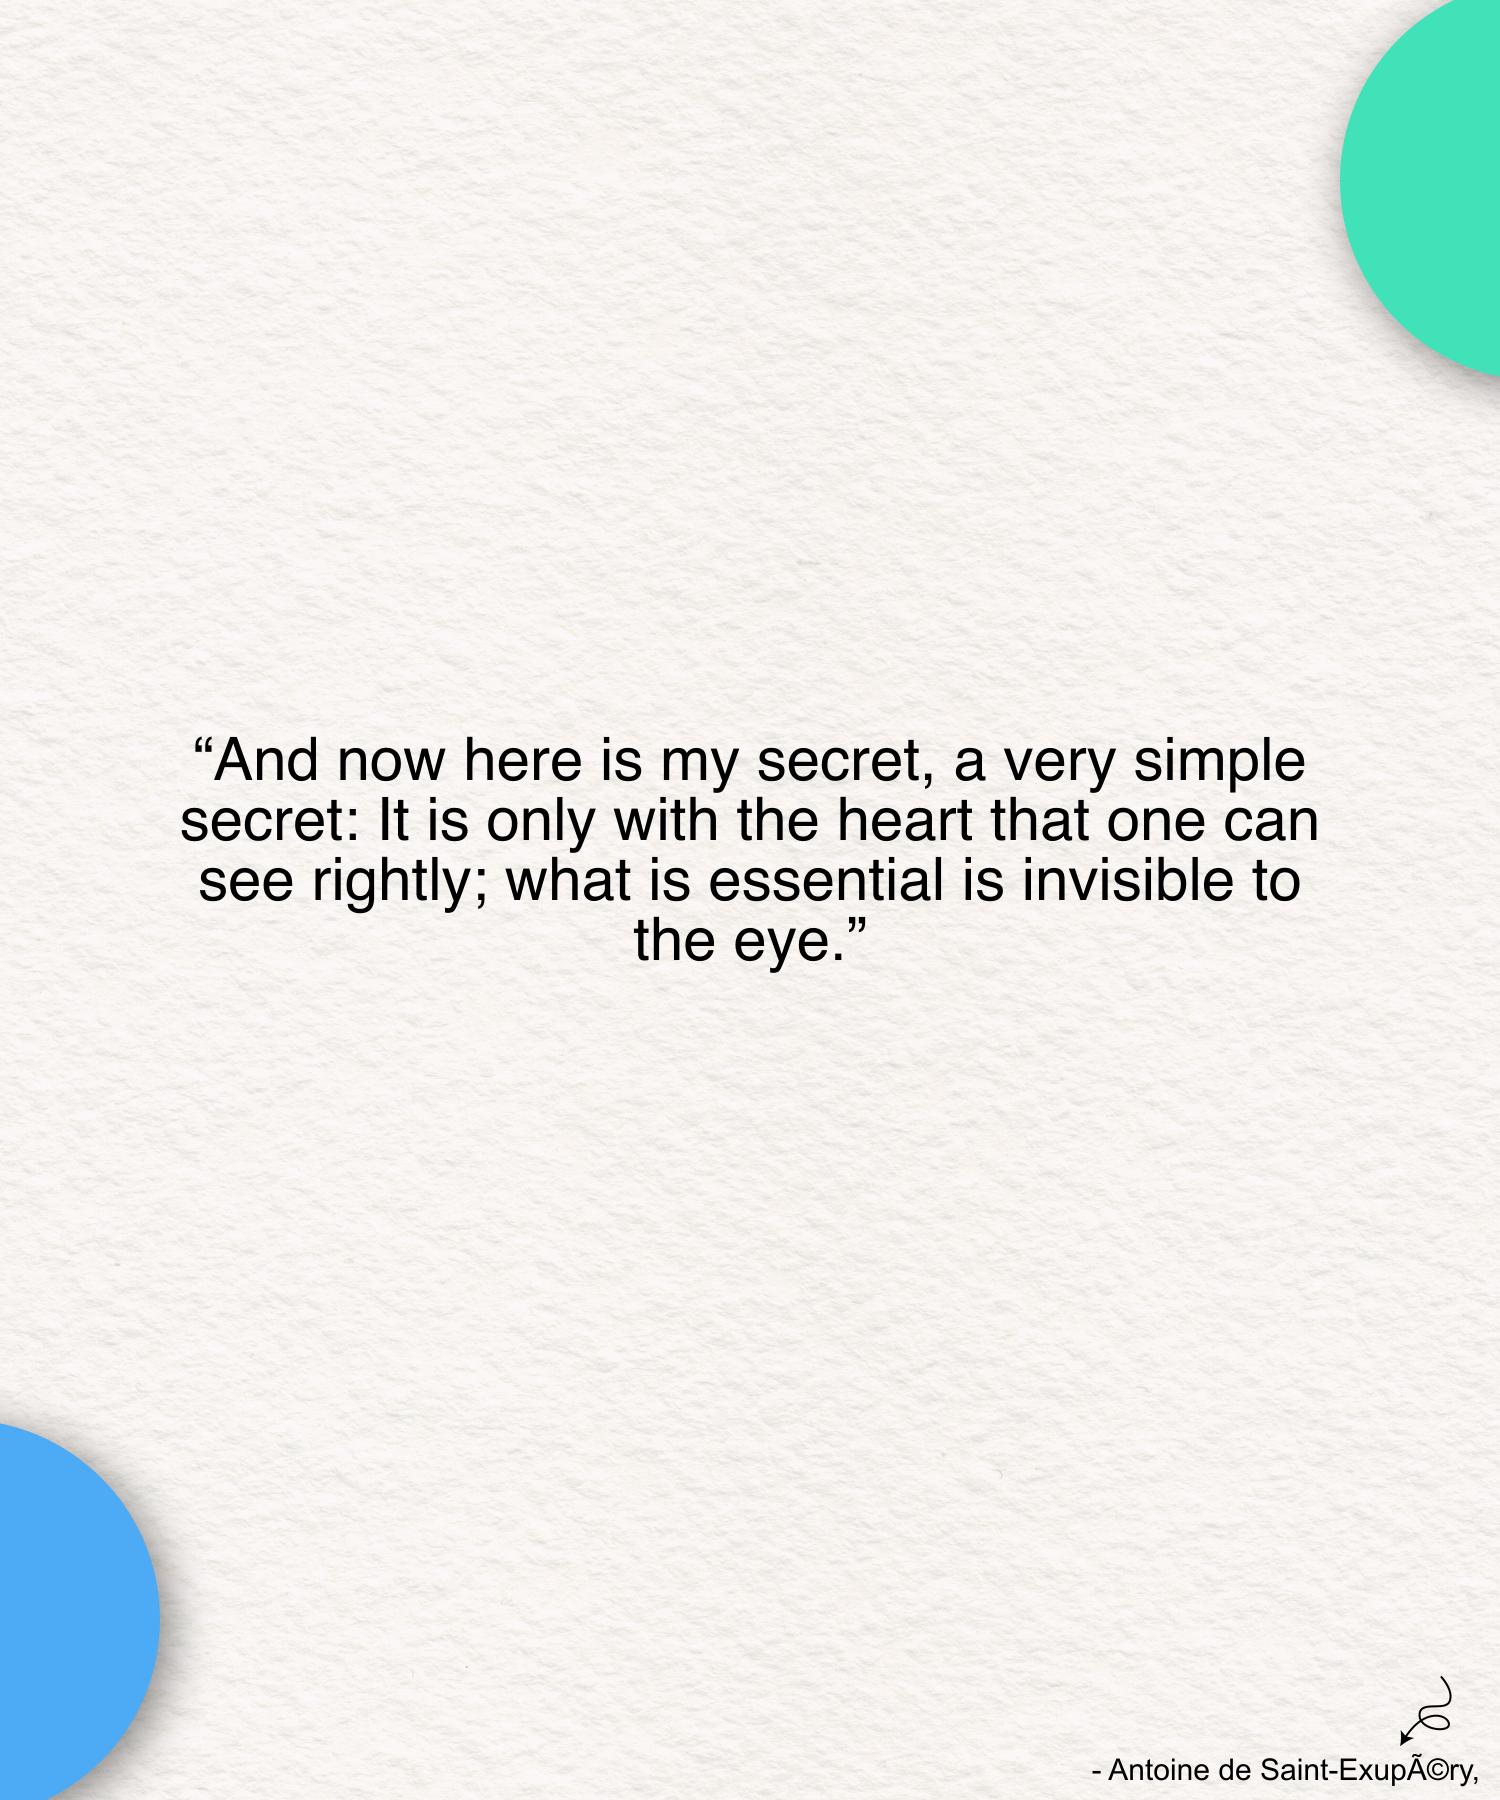 “And now here is my secret, a very simple
secret: It is only with the heart that one can
see rightly; what is essential is invisible to
the eye.”
- Antoine de Saint-ExupÃ©ry,